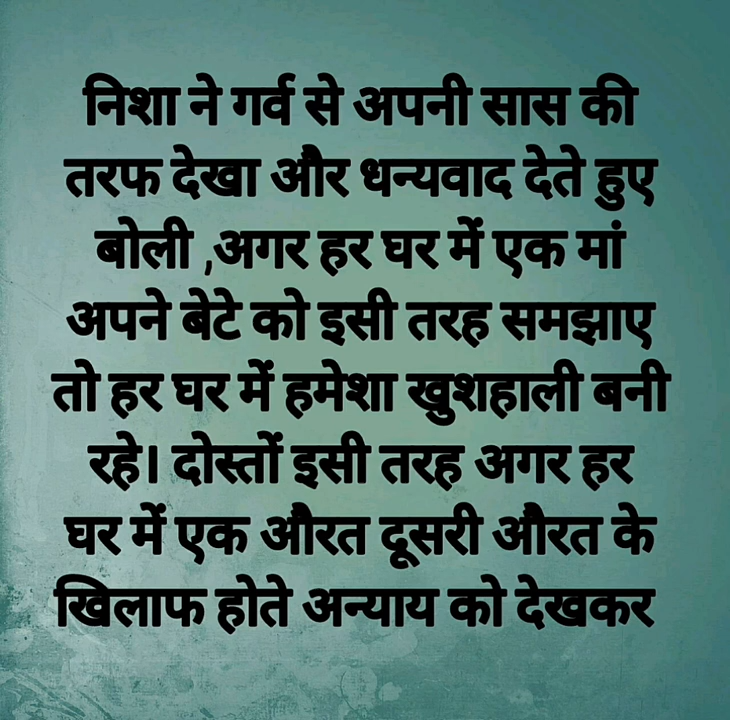 निशा ने गर्व से अपनी सास की
तरफ देखा और धन्यवाद देते हुए
बोली ,अगर हर घर में एक मां
अपने बेटे को इसी तरह समझाए
तो हर घर में हमेशा खुशहाली बनी
रहे। दोस्तों इसी तरह अगर हर
घर में एक औरत दूसरी औरत के
खिलाफ होते अन्याय को देखकर